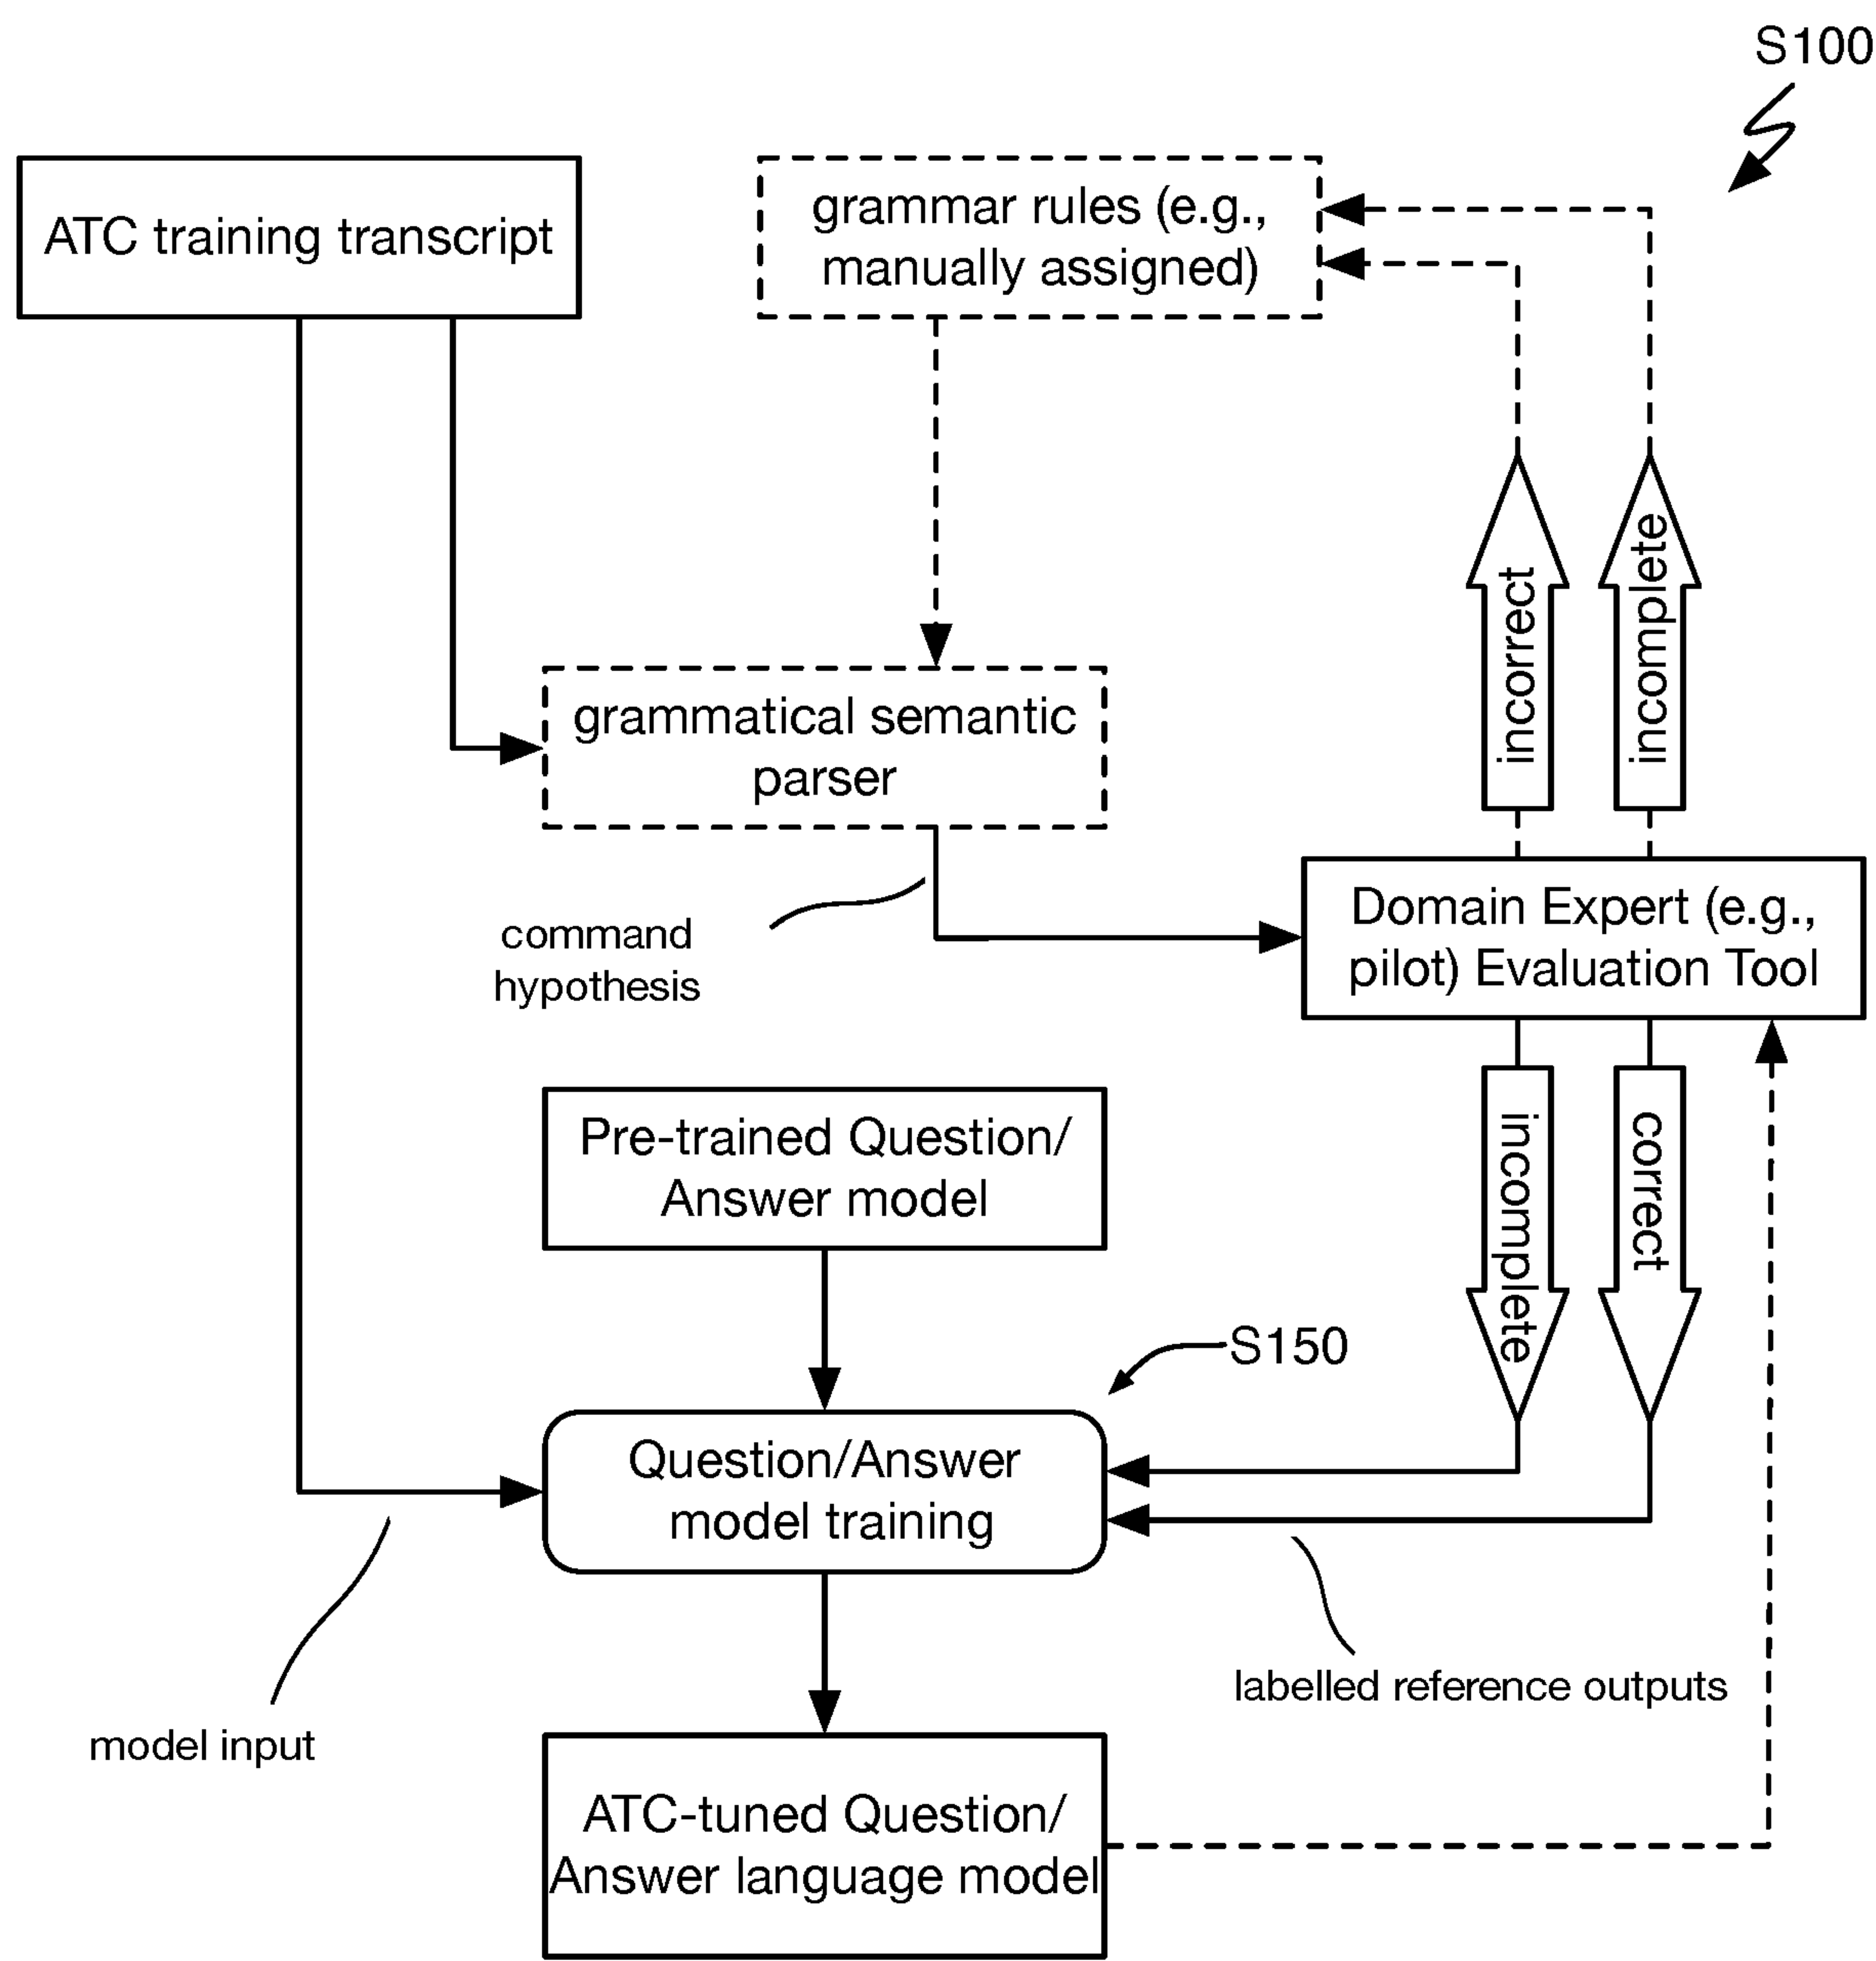 S100
ATC training transcript
grammar rules (e.g.,
manually assigned)
incorrect
incomplete
grammatical semantic
parser
command
hypothesis
Domain Expert (e.g.,
pilot) Evaluation Tool
Pre-trained Question/
Answer model
incomplete
correct
S150
Question/Answer
model training
labelled reference outputs
model input
ATC-tuned Question/
Answer language model